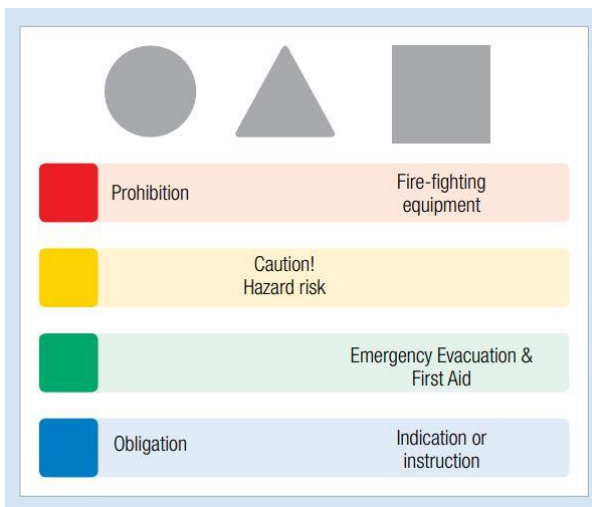 Prohibition
Fire-fighting
equipment
Caution!
Hazard risk
Emergency Evacuation &
First Aid
Obligation
Indication or
instruction